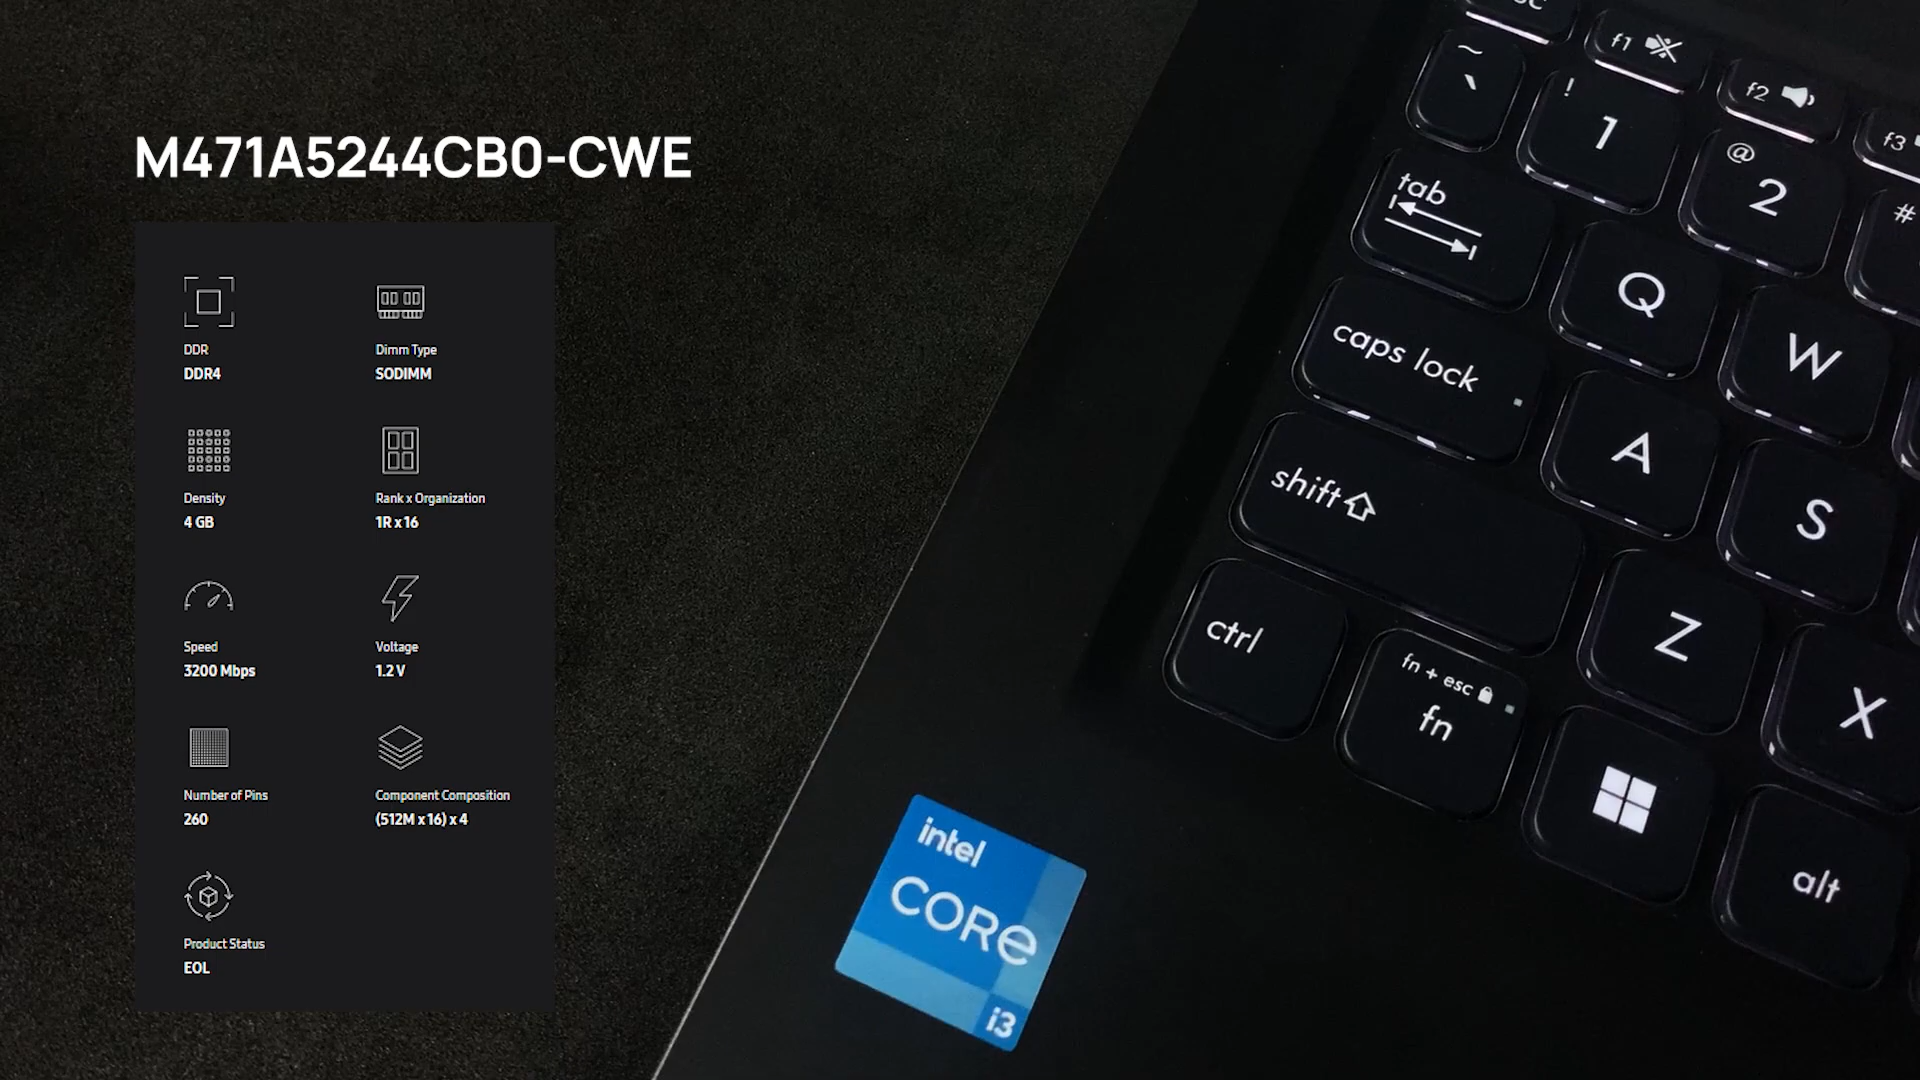 M471A5244CB0-CWE
DDR
DDR4
Dimm Type
SODIMM
Density
4 GB
Rank x Organization
1R x 16
Speed
3200 Mbps
Voltage
1.2 V
Number of Pins
260
Component Composition
(512M x 16) x 4
Product Status
EOL
f1
f2
f3
~
`
!
1
@
2
#
tab
Q
W
caps lock
A
S
shift
Z
X
ctrl
fn + esc
fn
alt
intel
CORe
i3